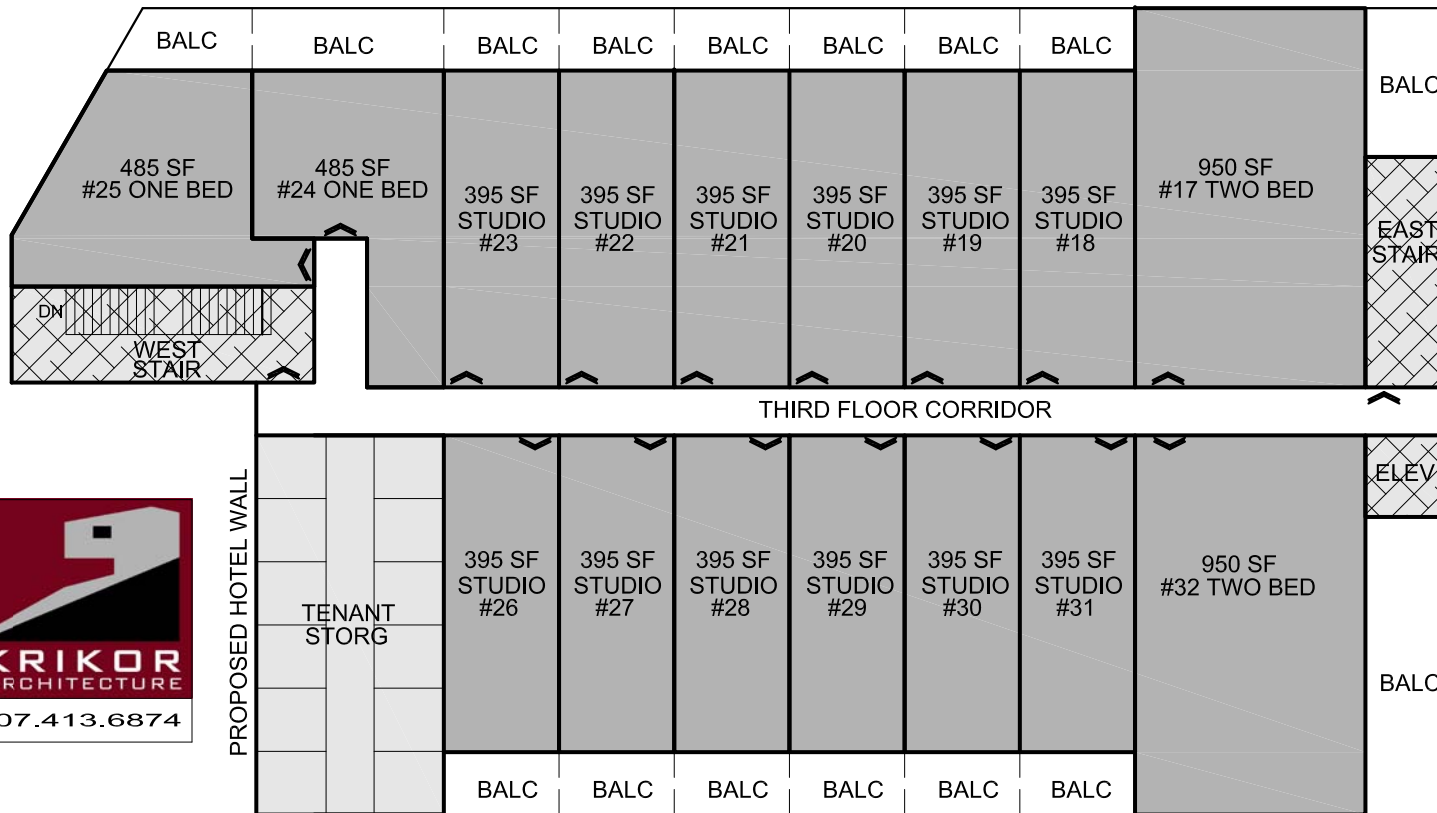 BALC
BALC
BALC
BALC
BALC
BALC
BALC
BALC
BALC
485 SF
#25 ONE BED
485 SF
#24 ONE BED
395 SF
STUDIO
#23
395 SF
STUDIO
#22
395 SF
STUDIO
#21
395 SF
STUDIO
#20
395 SF
STUDIO
#19
395 SF
STUDIO
#18
950 SF
#17 TWO BED
EAST
STAIR
DN
WEST
STAIR
THIRD FLOOR CORRIDOR
ELEV
PROPOSED HOTEL WALL
TENANT
STORG
395 SF
STUDIO
#26
395 SF
STUDIO
#27
395 SF
STUDIO
#28
395 SF
STUDIO
#29
395 SF
STUDIO
#30
395 SF
STUDIO
#31
950 SF
#32 TWO BED
BALC
KRIKOR
RCHITECTURE
07.413.6874
BALC
BALC
BALC
BALC
BALC
BALC